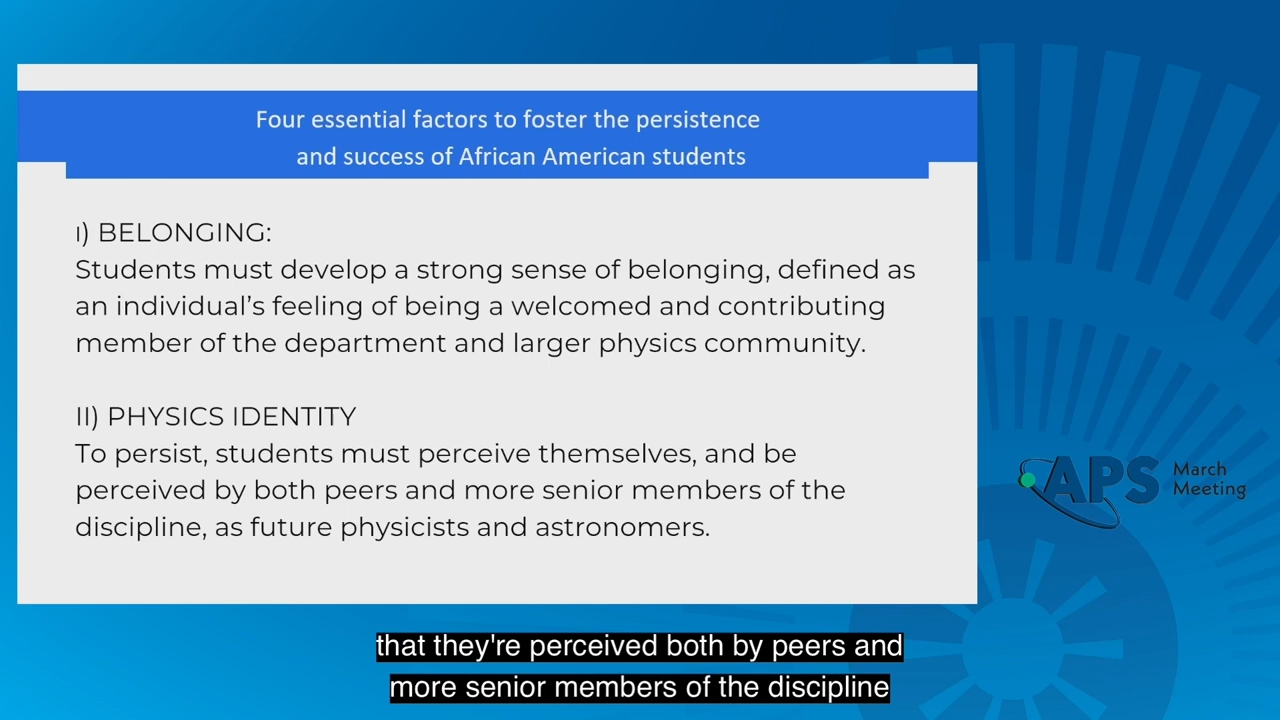 Four essential factors to foster the persistence
and success of African American students
I) BELONGING:
Students must develop a strong sense of belonging, defined as
an individual’s feeling of being a welcomed and contributing
member of the department and larger physics community.
II) PHYSICS IDENTITY
To persist, students must perceive themselves, and be
perceived by both peers and more senior members of the
discipline, as future physicists and astronomers.
APS March
Meeting
that they're perceived both by peers and
more senior members of the discipline